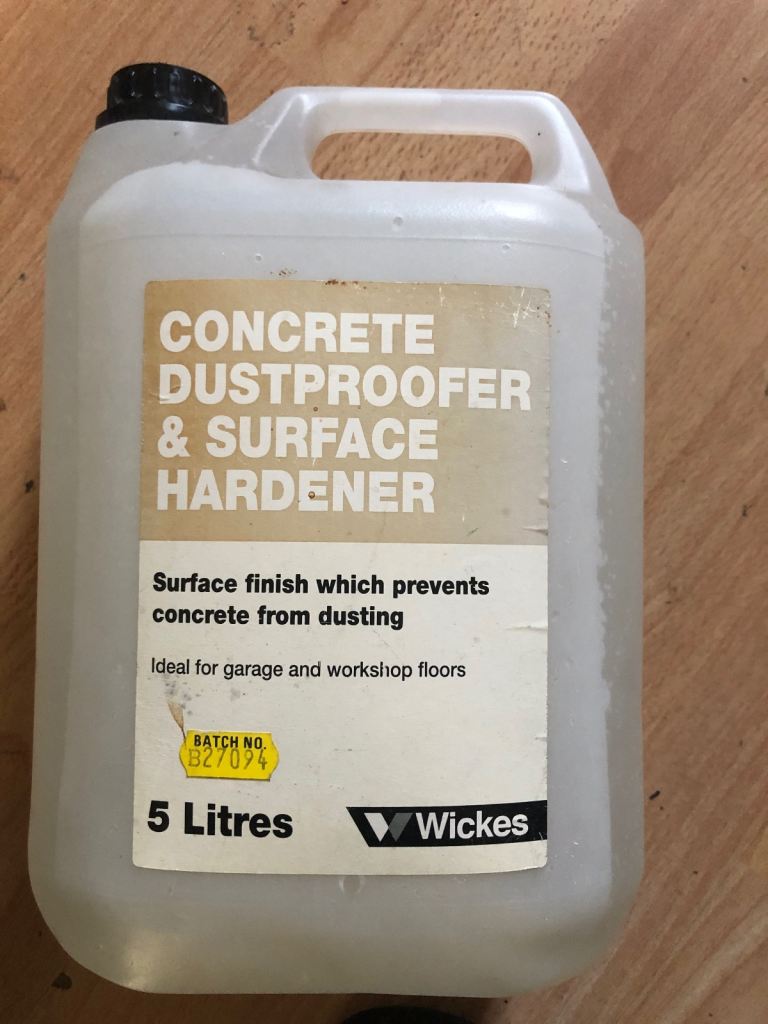 CONCRETE
DUSTPROOFER
& SURFACE
HARDENER
Surface finish which prevents
concrete from dusting
Ideal for garage and workshop floors
BATCH NO.
B27094
5 Litres
Wickes